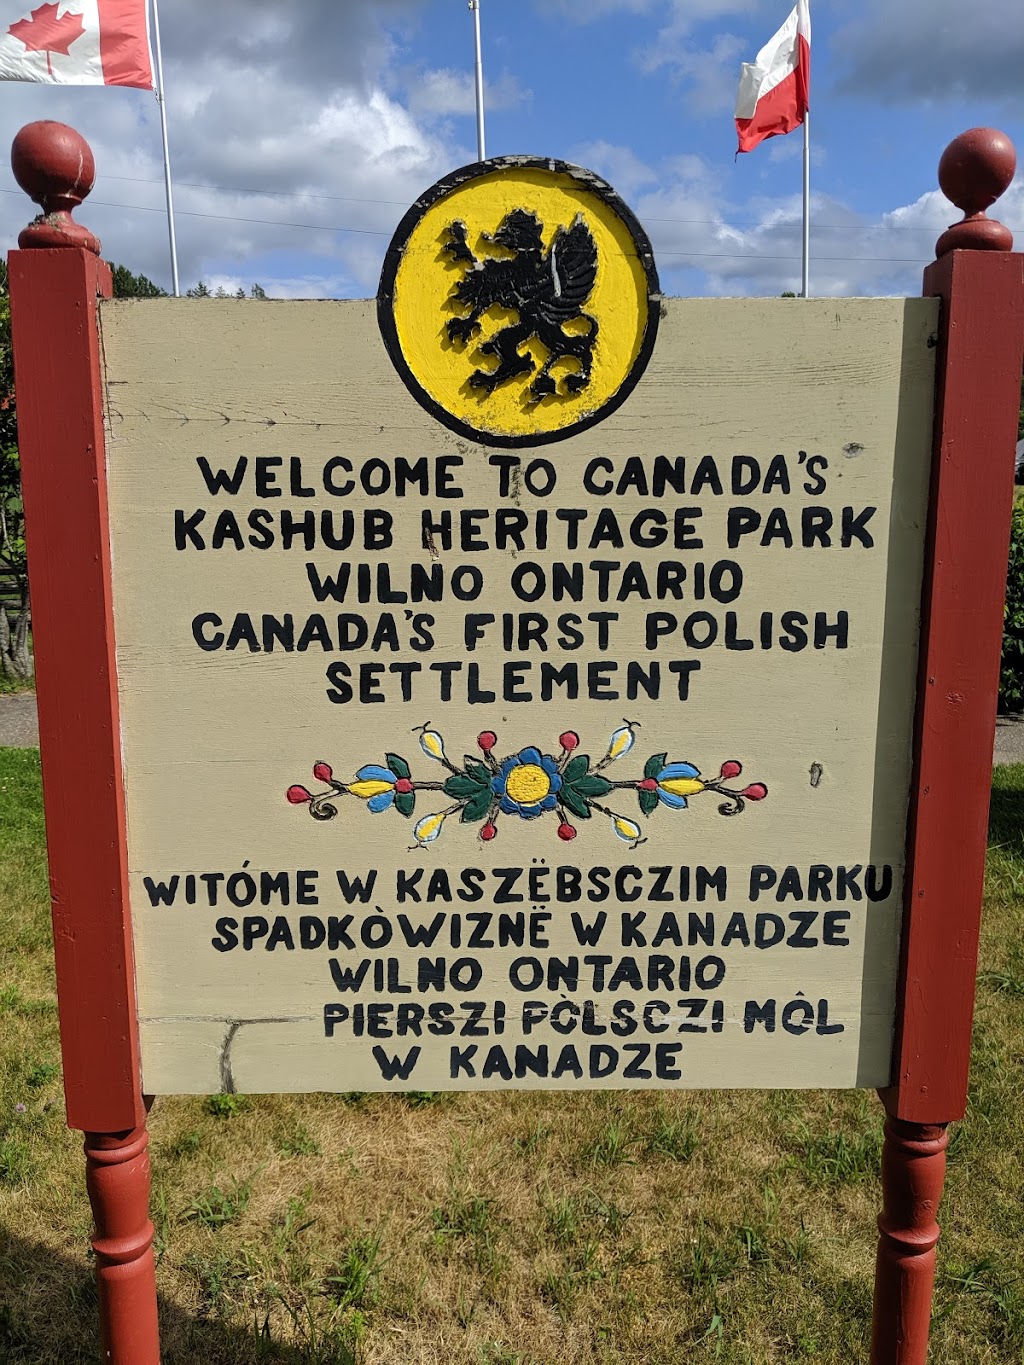 WELCOME TO CANADA'S
KASHUB HERITAGE PARK
WILNO ONTARIO
CANADA'S FIRST POLISH
SETTLEMENT
WITÓME W KASZËBSCZIM PARKU
SPADKÒWIZNË W KANADZE
WILNO ONTARIO
PIERSZI PÒLSCZI MÔL
W KANADZE